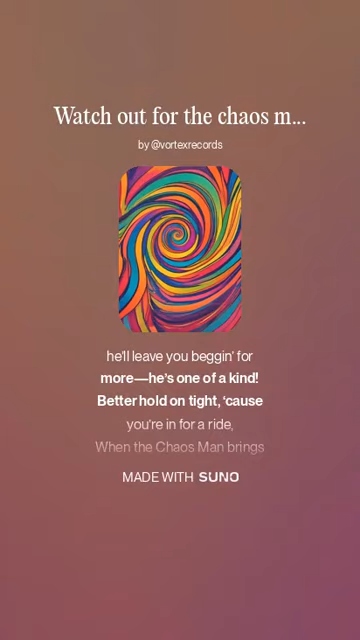 Watch out for the chaos m...
by @vortexrecords
he'll leave you beggin' for
more—he's one of a kind!
Better hold on tight, 'cause
you're in for a ride,
When the Chaos Man brings
MADE WITH SUNO